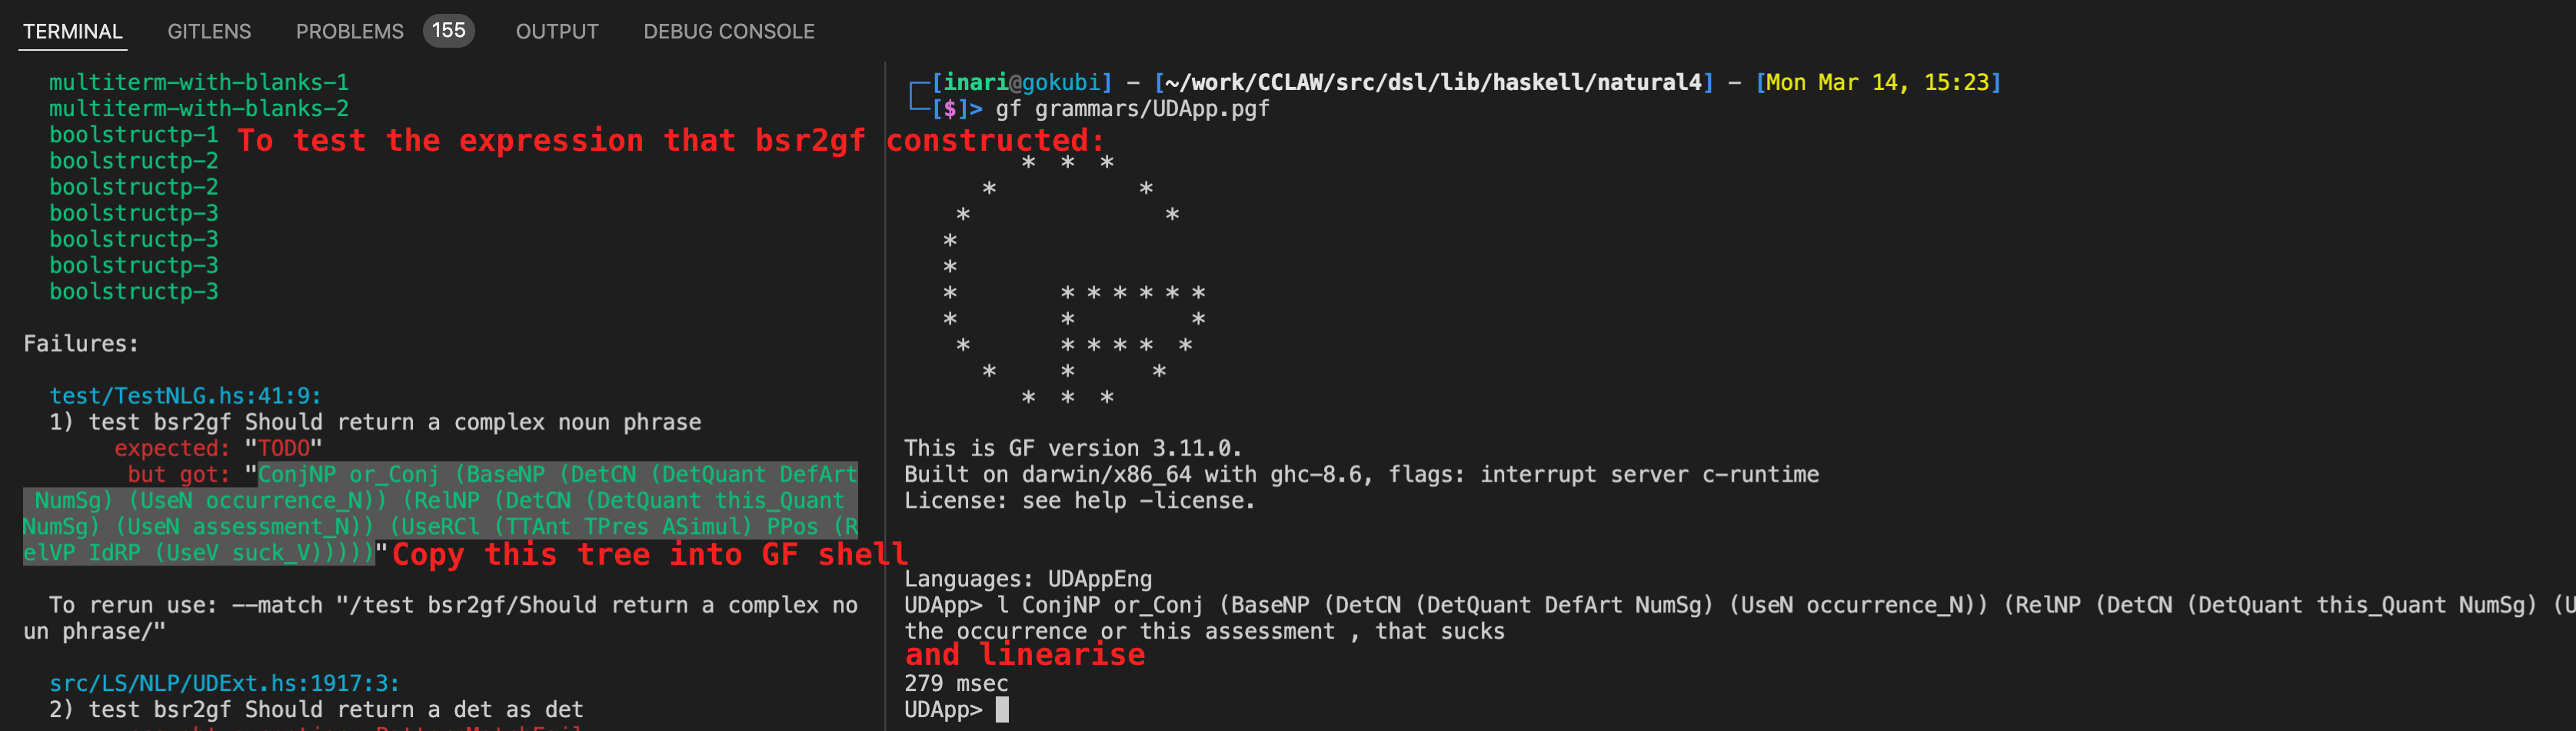 TERMINAL GITLENS PROBLEMS 155 OUTPUT DEBUG CONSOLE
multiterm-with-blanks-1
multiterm-with-blanks-2
boolstructp-1
boolstructp-2
boolstructp-2
boolstructp-3
boolstructp-3
boolstructp-3
boolstructp-3
To test the expression that bsr2gf constructed:
Failures:
test/TestNLG.hs:41:9:
1) test bsr2gf Should return a complex noun phrase
expected: "TODO"
but got: "ConjNP or_Conj (BaseNP (DetCN (DetQuant DefArt
NumSg) (UseN occurrence_N)) (RelNP (DetCN (DetQuant this_Quant
NumSg) (UseN assessment_N)) (UseRCl (TTAnt TPres ASimul) PPos (R
elVP IdRP (UseV suck_V)))))"
Copy this tree into GF shell
To rerun use: --match "/test bsr2gf/Should return a complex no
un phrase/"
src/LS/NLP/UDExt.hs:1917:3:
2) test bsr2gf Should return a det as det
[inari@gokubi] - [~/work/CCLAW/src/dsl/lib/haskell/natural4] - [Mon Mar 14, 15:23]
[$]> gf grammars/UDApp.pgf
* * *
* *
* *
*
*
* * * * * * *
* * *
* * * * * *
* * *
* * *
This is GF version 3.11.0.
Built on darwin/x86_64 with ghc-8.6, flags: interrupt server c-runtime
License: see help -license.
Languages: UDAppEng
UDApp> l ConjNP or_Conj (BaseNP (DetCN (DetQuant DefArt NumSg) (UseN occurrence_N)) (RelNP (DetCN (DetQuant this_Quant NumSg) (U
the occurrence or this assessment , that sucks
and linearise
279 msec
UDApp>